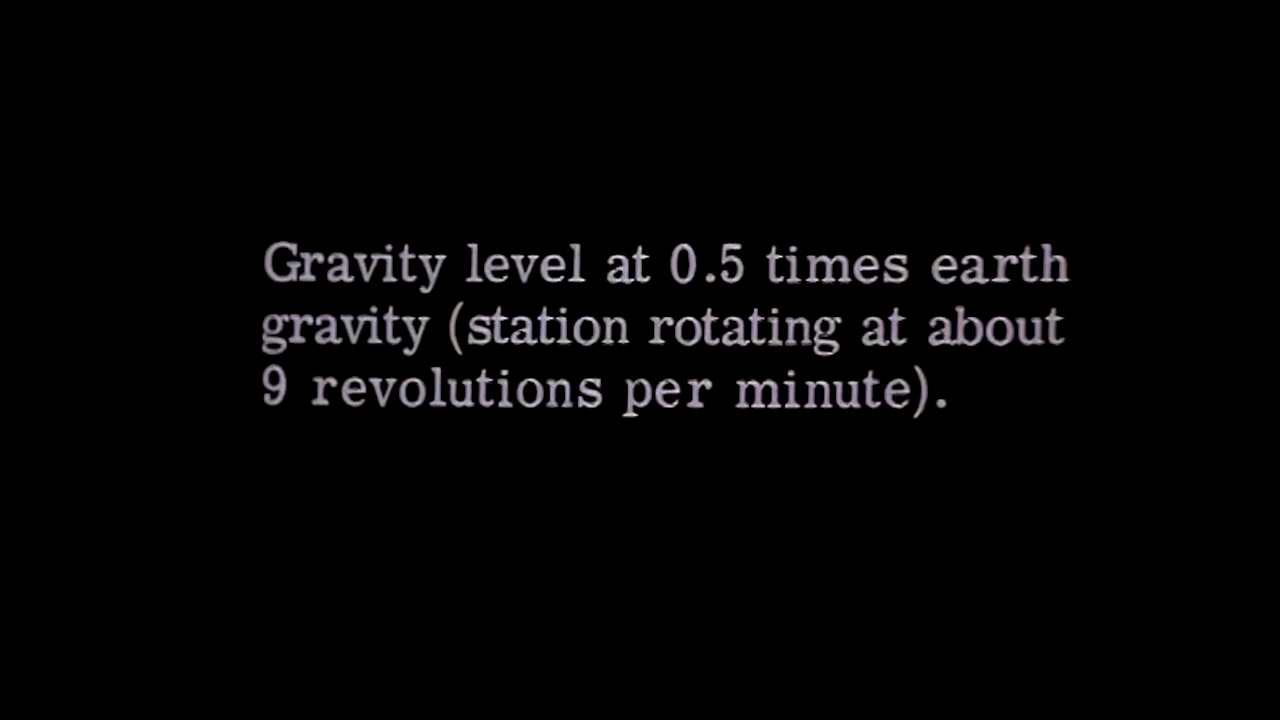 Gravity level at 0.5 times earth
gravity (station rotating at about
9 revolutions per minute).